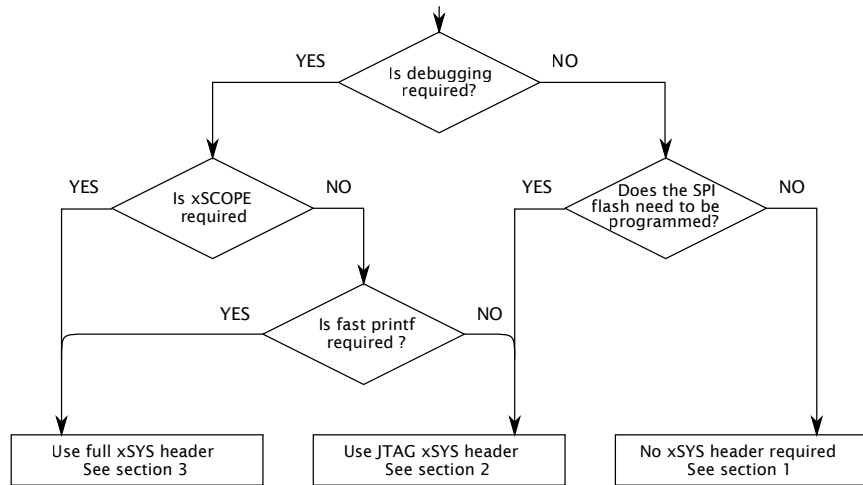 YES
NO
Is debugging
required?
YES
NO
YES
NO
Is xSCOPE
required
Does the SPI
flash need to be
programmed?
YES
NO
Is fast printf
required ?
Use full xSYS header
See section 3
Use JTAG xSYS header
See section 2
No xSYS header required
See section 1